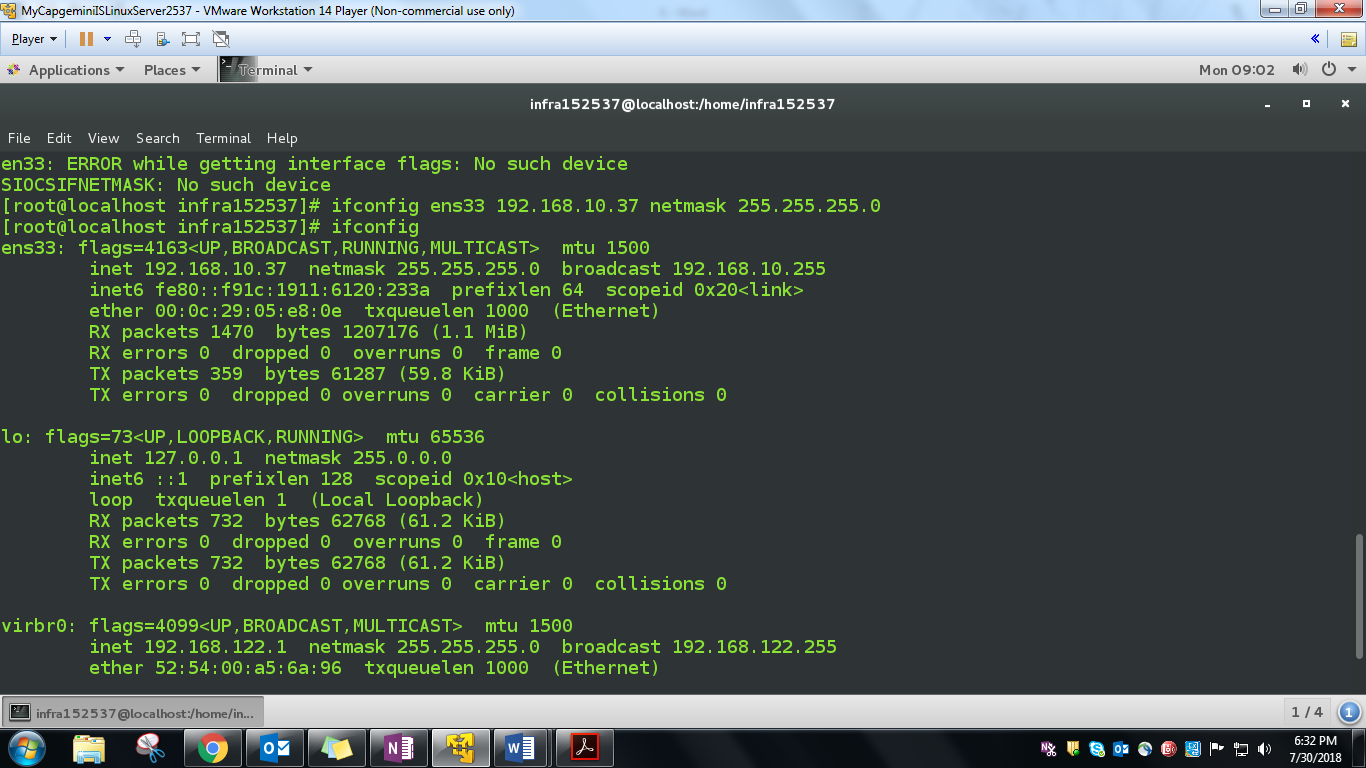 MyCapgeminiISLinuxServer2537 - VMware Workstation 14 Player (Non-commercial use only)
Player
Applications Places Terminal Mon 09:02
infra152537@localhost:/home/infra152537
File Edit View Search Terminal Help
en33: ERROR while getting interface flags: No such device
SIOCSIFNETMASK: No such device
[root@localhost infra152537]# ifconfig ens33 192.168.10.37 netmask 255.255.255.0
[root@localhost infra152537]# ifconfig
ens33: flags=4163<UP,BROADCAST,RUNNING,MULTICAST>  mtu 1500
inet 192.168.10.37  netmask 255.255.255.0  broadcast 192.168.10.255
inet6 fe80::f91c:1911:6120:233a  prefixlen 64  scopeid 0x20<link>
ether 00:0c:29:05:e8:0e  txqueuelen 1000  (Ethernet)
RX packets 1470  bytes 1207176 (1.1 MiB)
RX errors 0  dropped 0  overruns 0  frame 0
TX packets 359  bytes 61287 (59.8 KiB)
TX errors 0  dropped 0 overruns 0  carrier 0  collisions 0
lo: flags=73<UP,LOOPBACK,RUNNING>  mtu 65536
inet 127.0.0.1  netmask 255.0.0.0
inet6 ::1  prefixlen 128  scopeid 0x10<host>
loop  txqueuelen 1  (Local Loopback)
RX packets 732  bytes 62768 (61.2 KiB)
RX errors 0  dropped 0  overruns 0  frame 0
TX packets 732  bytes 62768 (61.2 KiB)
TX errors 0  dropped 0 overruns 0  carrier 0  collisions 0
virbr0: flags=4099<UP,BROADCAST,MULTICAST>  mtu 1500
inet 192.168.122.1  netmask 255.255.255.0  broadcast 192.168.122.255
ether 52:54:00:a5:6a:96  txqueuelen 1000  (Ethernet)
infra152537@localhost:/home/in... 1 / 4 1
6:32 PM
7/30/2018